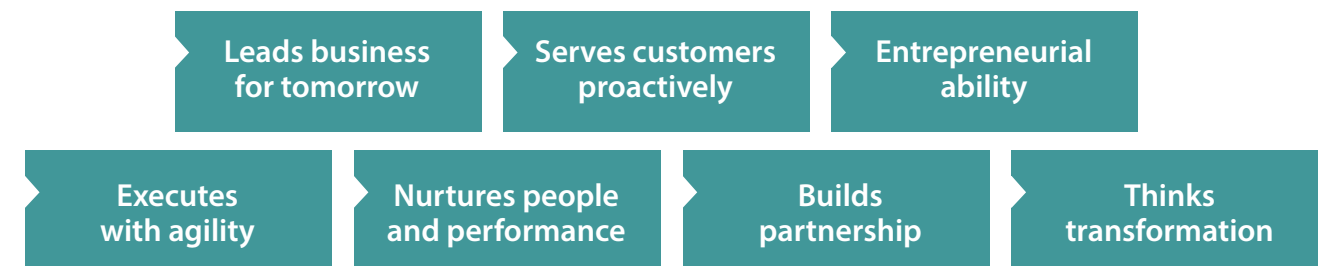 Leads business
for tomorrow
Serves customers
proactively
Entrepreneurial
ability
Executes
with agility
Nurtures people
and performance
Builds
partnership
Thinks
transformation